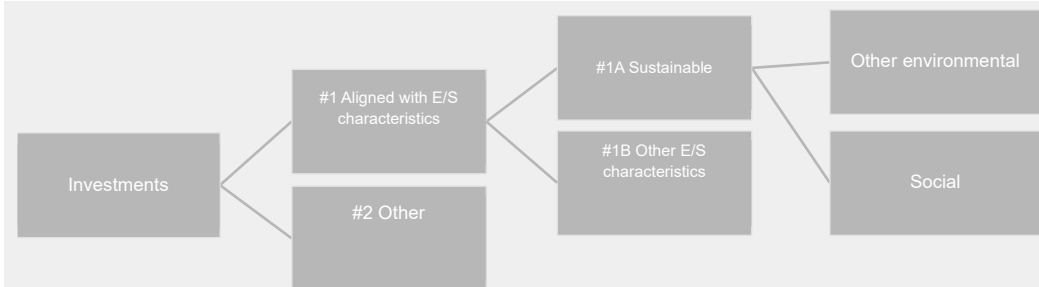 Investments
#1 Aligned with E/S
characteristics
#2 Other
#1A Sustainable
#1B Other E/S
characteristics
Other environmental
Social